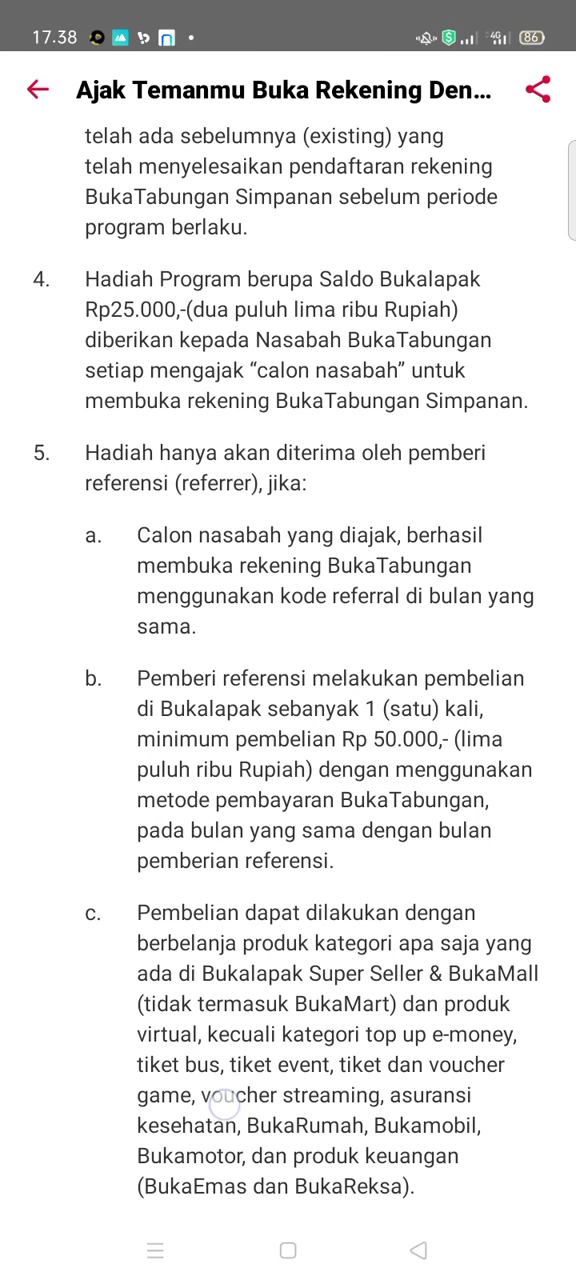 17.38
4G
86
Ajak Temanmu Buka Rekening Den...
telah ada sebelumnya (existing) yang
telah menyelesaikan pendaftaran rekening
BukaTabungan Simpanan sebelum periode
program berlaku.
4. Hadiah Program berupa Saldo Bukalapak
Rp25.000,-(dua puluh lima ribu Rupiah)
diberikan kepada Nasabah BukaTabungan
setiap mengajak “calon nasabah” untuk
membuka rekening BukaTabungan Simpanan.
5. Hadiah hanya akan diterima oleh pemberi
referensi (referrer), jika:
a. Calon nasabah yang diajak, berhasil
membuka rekening BukaTabungan
menggunakan kode referral di bulan yang
sama.
b. Pemberi referensi melakukan pembelian
di Bukalapak sebanyak 1 (satu) kali,
minimum pembelian Rp 50.000,- (lima
puluh ribu Rupiah) dengan menggunakan
metode pembayaran BukaTabungan,
pada bulan yang sama dengan bulan
pemberian referensi.
c. Pembelian dapat dilakukan dengan
berbelanja produk kategori apa saja yang
ada di Bukalapak Super Seller & BukaMall
(tidak termasuk BukaMart) dan produk
virtual, kecuali kategori top up e-money,
tiket bus, tiket event, tiket dan voucher
game, voucher streaming, asuransi
kesehatan, BukaRumah, Bukamobil,
Bukamotor, dan produk keuangan
(BukaEmas dan BukaReksa).